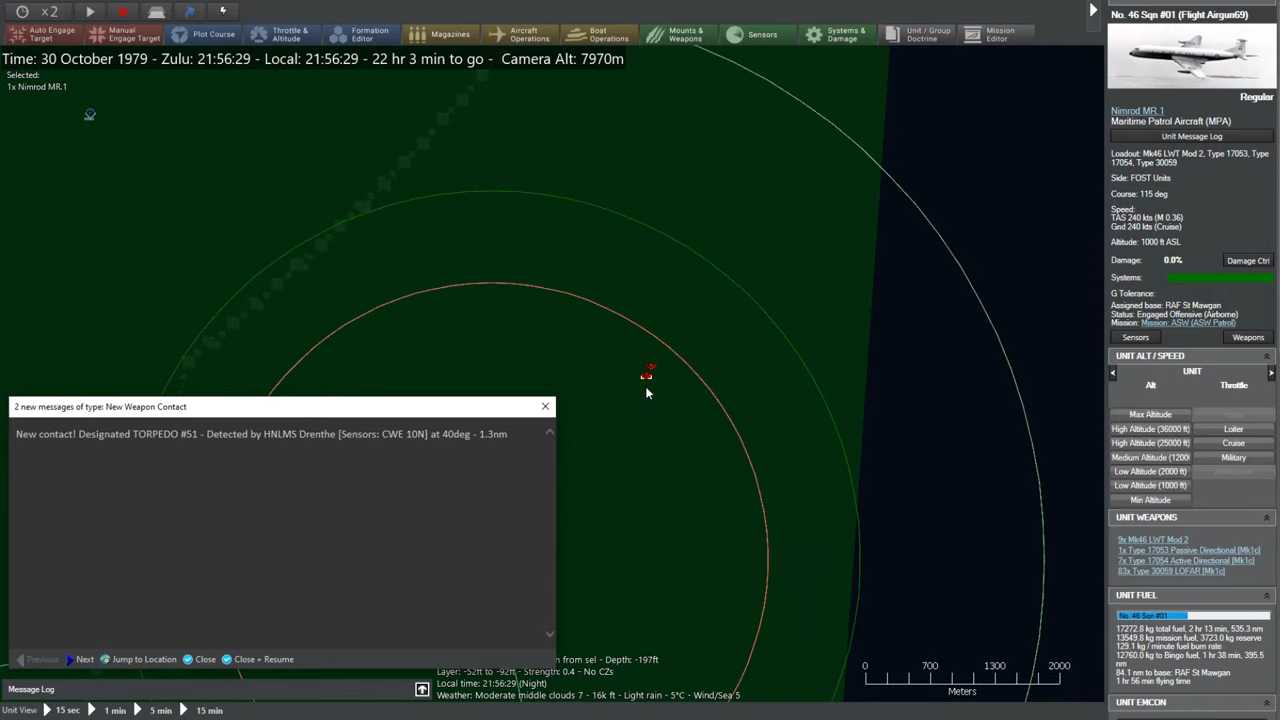 x2
Auto Engage Target
Manual Engage Target
Plot Course
Throttle & Altitude
Formation Editor
Magazines
Aircraft Operations
Boat Operations
Mounts & Weapons
Sensors
Systems & Damage
Unit / Group Doctrine
Mission Editor
Time: 30 October 1979 - Zulu: 21:56:29 - Local: 21:56:29 - 22 hr 3 min to go - Camera Alt: 7970m
Selected:
1x Nimrod MR.1
2 new messages of type: New Weapon Contact
New contact! Designated TORPEDO #51 - Detected by HNLMS Drenthe [Sensors: CWE 10N] at 40deg - 1.3nm
Previous
Next
Jump to Location
Close
Close + Resume
Message Log
Unit View
15 sec
1 min
5 min
15 min
from sel - Depth: -197ft
Layer: -52ft to -92ft - Strength: 0.4 - No CZs
Local time: 21:56:29 (Night)
Weather: Moderate middle clouds 7 - 16k ft - Light rain - 5°C - Wind/Sea 5
0 700 1300 2000
Meters
No. 46 Sqn #01 (Flight Airgun69)
Regular
Nimrod MR.1
Maritime Patrol Aircraft (MPA)
Unit Message Log
Loadout: Mk46 LWT Mod 2, Type 17053, Type
17054, Type 30059
Side: FOST Units
Course: 115 deg
Speed:
TAS 240 kts (M 0.36)
Gnd 240 kts (Cruise)
Altitude: 1000 ft ASL
Damage: 0.0% Damage Ctrl
Systems:
G Tolerance:
Assigned base: RAF St Mawgan
Status: Engaged Offensive (Airborne)
Mission: Mission: ASW (ASW Patrol)
Sensors
Weapons
UNIT ALT / SPEED
UNIT
Alt
Throttle
Max Altitude
High Altitude (36000 ft)
Loiter
High Altitude (25000 ft)
Cruise
Medium Altitude (1200
Military
Low Altitude (2000 ft)
Low Altitude (1000 ft)
Min Altitude
UNIT WEAPONS
9x Mk46 LWT Mod 2
1x Type 17053 Passive Directional [Mk1c]
7x Type 17054 Active Directional [Mk1c]
83x Type 30059 LOFAR [Mk1c]
UNIT FUEL
No. 46 Sqn #01
17272.8 kg total fuel, 2 hr 13 min, 535.3 nm
13549.8 kg mission fuel, 3723.0 kg reserve
129.1 kg / minute fuel burn rate
12760.0 kg to Bingo fuel, 1 hr 38 min, 395.5
nm
84.1 nm to base: RAF St Mawgan
1 hr 56 min flying time
UNIT EMCON